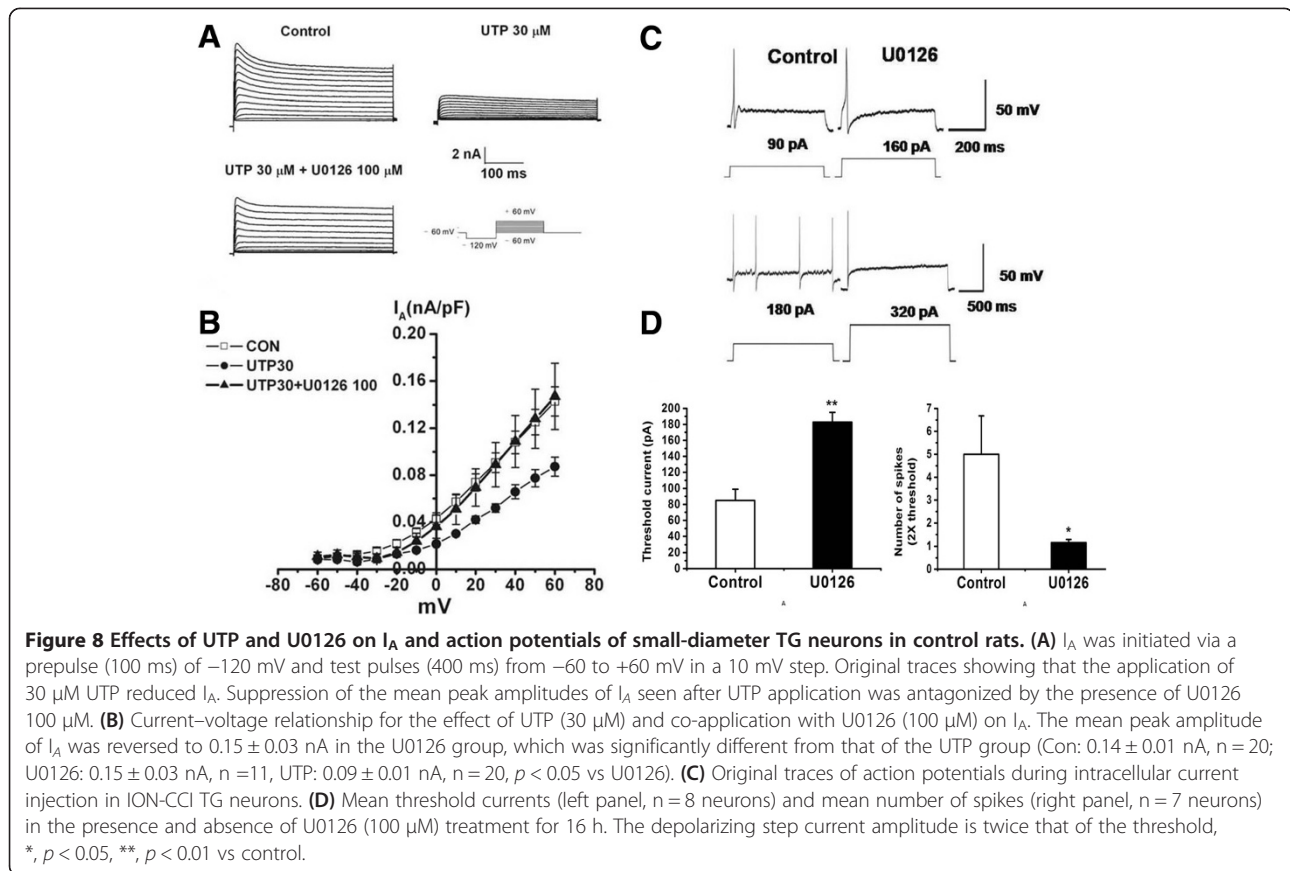 A
Control
UTP 30 μM
UTP 30 μM + U0126 100 μM
2 nA
100 ms
+ 60 mV
− 60 mV
− 120 mV
− 60 mV
B
I_A(nA/pF)
CON
UTP30
UTP30+U0126 100
0.20
0.16
0.12
0.08
0.04
0.00
-80 -60 -40 -20 0 20 40 60 80
mV
C
Control U0126
50 mV
200 ms
90 pA 160 pA
50 mV
500 ms
180 pA 320 pA
D
Threshold current (pA)
200
190
180
160
140
120
100
80
60
40
20
0
**
Control U0126
A
Number of spikes
(2X threshold)
7
6
5
4
3
2
1
0
*
Control U0126
A
Figure 8 Effects of UTP and U0126 on I_A and action potentials of small-diameter TG neurons in control rats. (A) I_A was initiated via a
prepulse (100 ms) of −120 mV and test pulses (400 ms) from −60 to +60 mV in a 10 mV step. Original traces showing that the application of
30 μM UTP reduced I_A. Suppression of the mean peak amplitudes of I_A seen after UTP application was antagonized by the presence of U0126
100 μM. (B) Current–voltage relationship for the effect of UTP (30 μM) and co-application with U0126 (100 μM) on I_A. The mean peak amplitude
of I_A was reversed to 0.15 ± 0.03 nA in the U0126 group, which was significantly different from that of the UTP group (Con: 0.14 ± 0.01 nA, n = 20;
U0126: 0.15 ± 0.03 nA, n =11, UTP: 0.09 ± 0.01 nA, n = 20, p < 0.05 vs U0126). (C) Original traces of action potentials during intracellular current
injection in ION-CCI TG neurons. (D) Mean threshold currents (left panel, n = 8 neurons) and mean number of spikes (right panel, n = 7 neurons)
in the presence and absence of U0126 (100 μM) treatment for 16 h. The depolarizing step current amplitude is twice that of the threshold,
*, p < 0.05, **, p < 0.01 vs control.